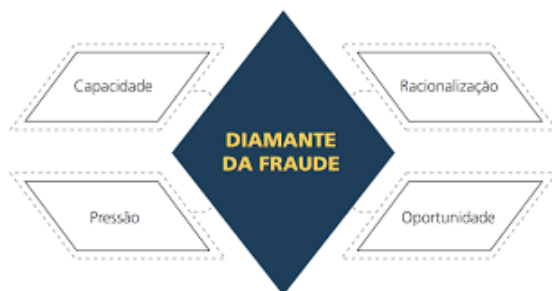 Capacidade
Racionalização
DIAMANTE
DA FRAUDE
Pressão
Oportunidade